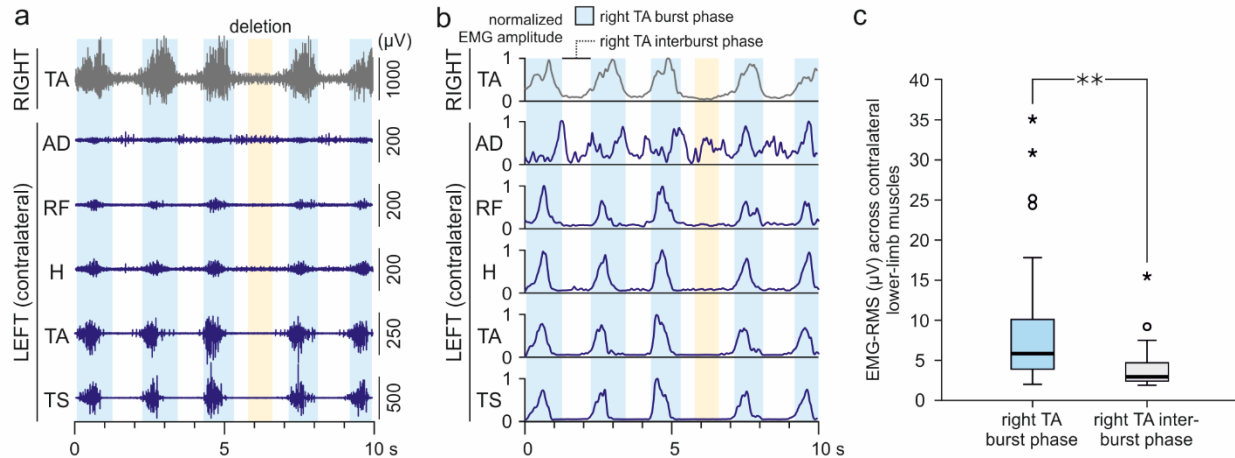 a
deletion
(μV)
RIGHT
TA
1000
LEFT (contralateral)
AD
200
RF
200
H
200
TA
250
TS
500
0
5
10 s
b
normalized
EMG amplitude
right TA burst phase
right TA interburst phase
RIGHT
TA
1
0
LEFT (contralateral)
AD
1
0
RF
1
0
H
1
0
TA
1
0
TS
1
0
0
5
10 s
c
EMG-RMS (μV) across contralateral
lower-limb muscles
40
35
30
25
20
15
10
5
0
**
right TA
burst phase
right TA inter-
burst phase